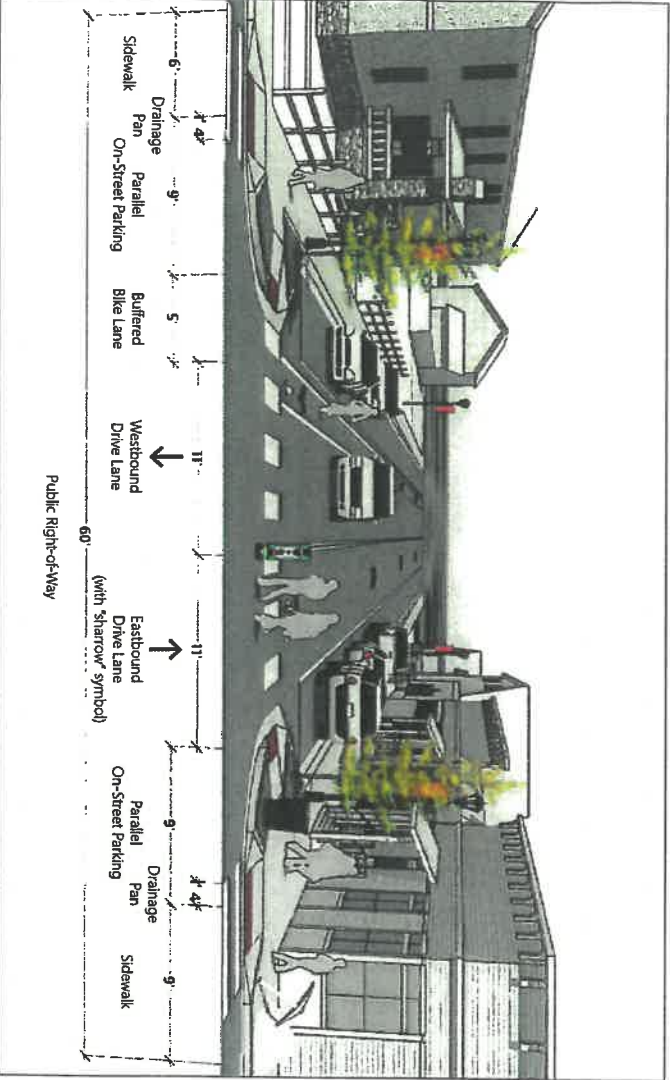 6'
4'
9'
5'
11'
11'
9'
4'
9'
Sidewalk
Drainage
Pan
Parallel
On-Street Parking
Buffered
Bike Lane
Westbound
Drive Lane
Eastbound
Drive Lane
(with "sharrow" symbol)
Parallel
On-Street Parking
Drainage
Pan
Sidewalk
60'
Public Right-of-Way